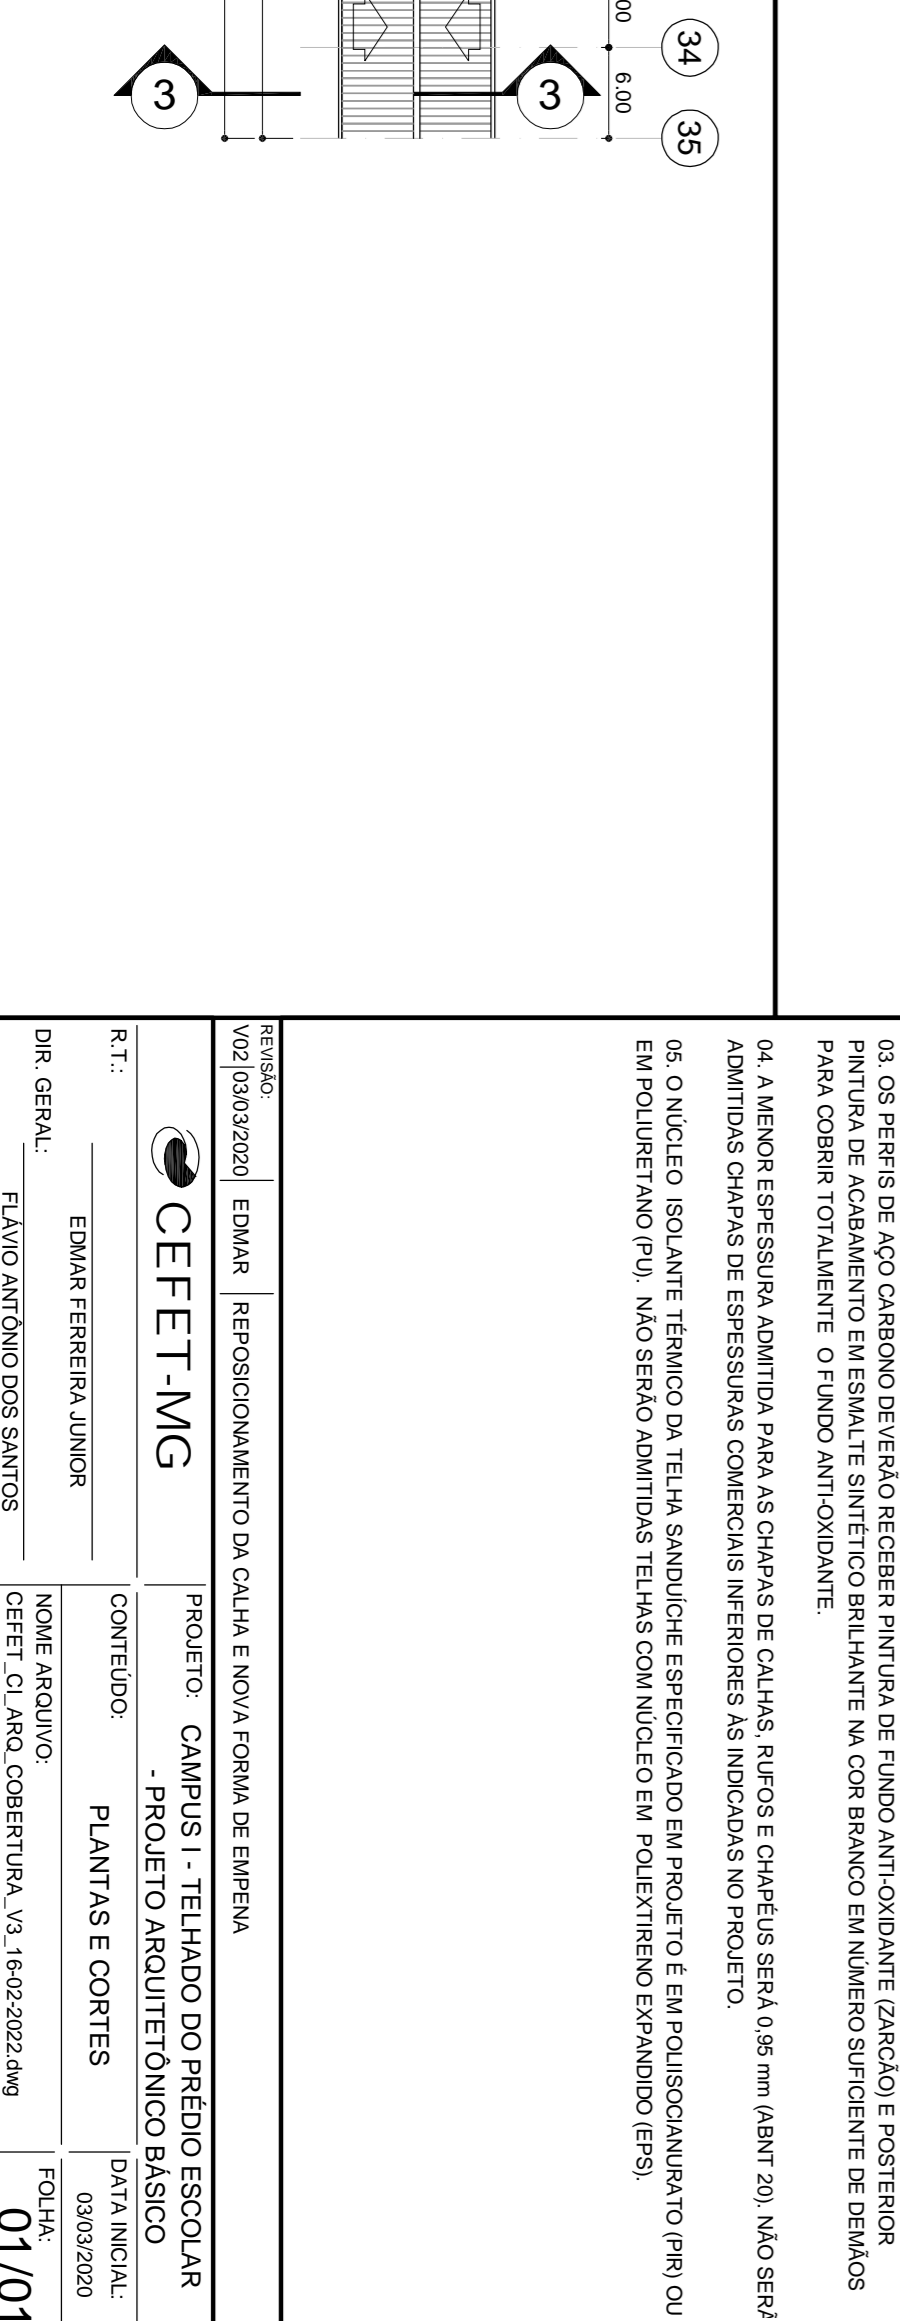 34
35
.00
6.00
3
3
03. OS PERFIS DE AÇO CARBONO DEVERÃO RECEBER PINTURA DE FUNDO ANTI-OXIDANTE (ZARCÃO) E POSTERIOR
PINTURA DE ACABAMENTO EM ESMALTE SINTÉTICO BRILHANTE NA COR BRANCO EM NÚMERO SUFICIENTE DE DEMÃOS
PARA COBRIR TOTALMENTE O FUNDO ANTI-OXIDANTE.
04. A MENOR ESPESSURA ADMITIDA PARA AS CHAPAS DE CALHAS, RUFOS E CHAPÉUS SERÁ 0,95 mm (ABNT 20). NÃO SERÃ
ADMITIDAS CHAPAS DE ESPESSURAS COMERCIAIS INFERIORES ÀS INDICADAS NO PROJETO.
05. O NÚCLEO ISOLANTE TÉRMICO DA TELHA SANDUÍCHE ESPECIFICADO EM PROJETO É EM POLIISOCIANURATO (PIR) OU
EM POLIURETANO (PU). NÃO SERÃO ADMITIDAS TELHAS COM NÚCLEO EM POLIEXTIRENO EXPANDIDO (EPS).
REVISÃO:
V02 03/03/2020 EDMAR REPOSICIONAMENTO DA CALHA E NOVA FORMA DE EMPENA
CEFET-MG
PROJETO: CAMPUS I - TELHADO DO PRÉDIO ESCOLAR
- PROJETO ARQUITETÔNICO BÁSICO
R.T.:
EDMAR FERREIRA JUNIOR
CONTEÚDO:
PLANTAS E CORTES
DATA INICIAL:
03/03/2020
DIR. GERAL:
FLÁVIO ANTÔNIO DOS SANTOS
NOME ARQUIVO:
CEFET_CI_ARQ_COBERTURA_V3_16-02-2022.dwg
FOLHA:
01/01